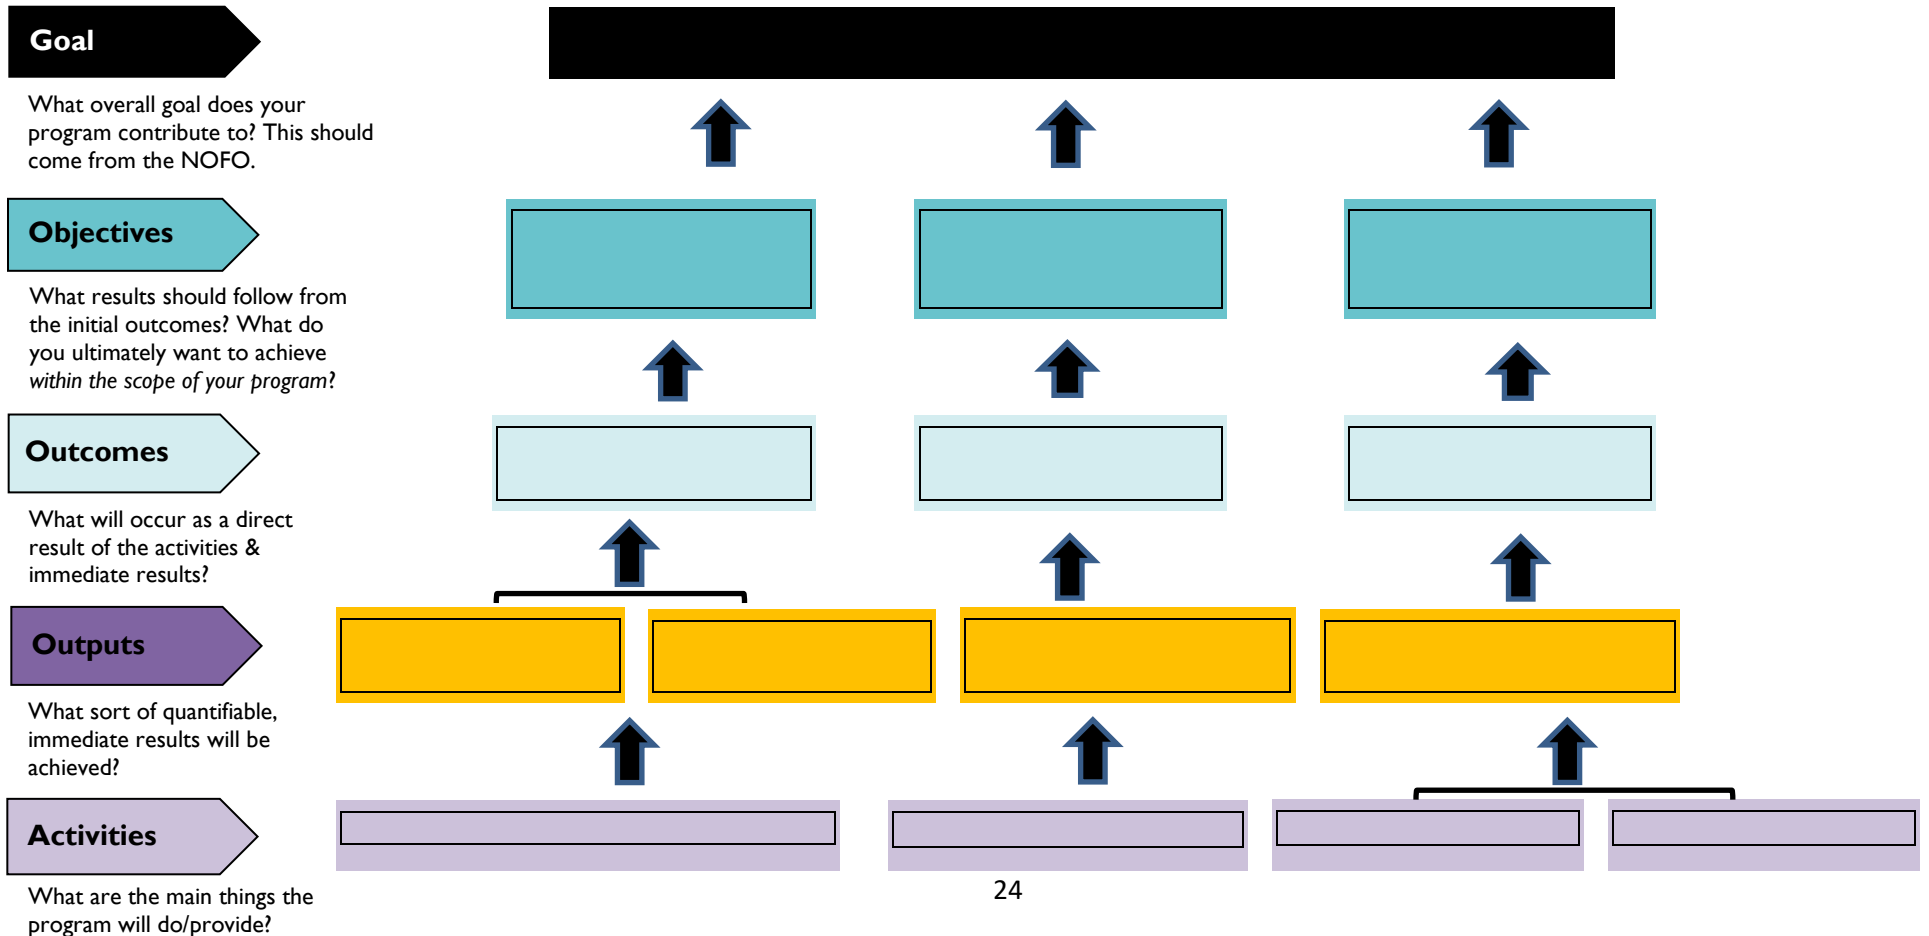 Goal
What overall goal does your
program contribute to? This should
come from the NOFO.
Objectives
What results should follow from
the initial outcomes? What do
you ultimately want to achieve
within the scope of your program?
Outcomes
What will occur as a direct
result of the activities &
immediate results?
Outputs
What sort of quantifiable,
immediate results will be
achieved?
Activities
What are the main things the
program will do/provide?
24